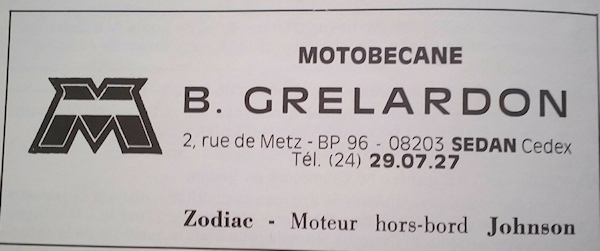 MOTOBECANE
B. GRELARDON
2, rue de Metz - BP 96 - 08203 SEDAN Cedex
Tél. (24) 29.07.27
Zodiac - Moteur hors-bord Johnson